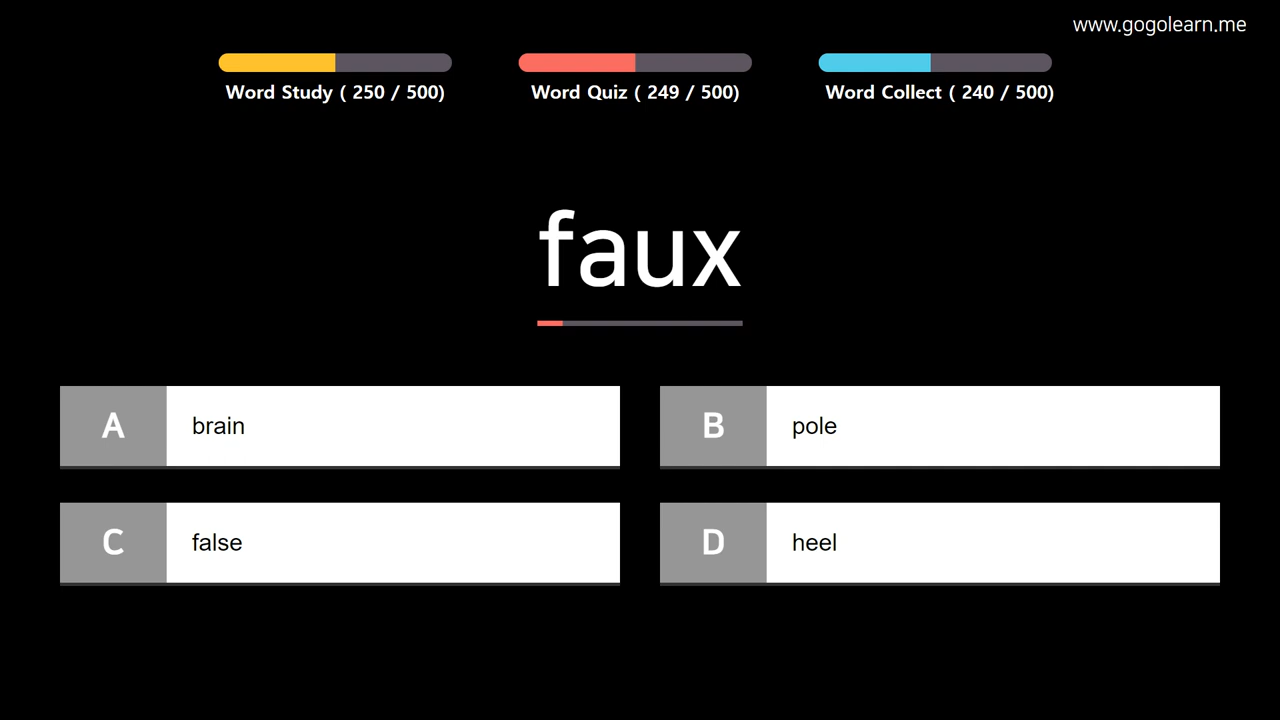 www.gogolearn.me
Word Study ( 250 / 500)
Word Quiz ( 249 / 500)
Word Collect ( 240 / 500)
faux
A brain
B pole
C false
D heel